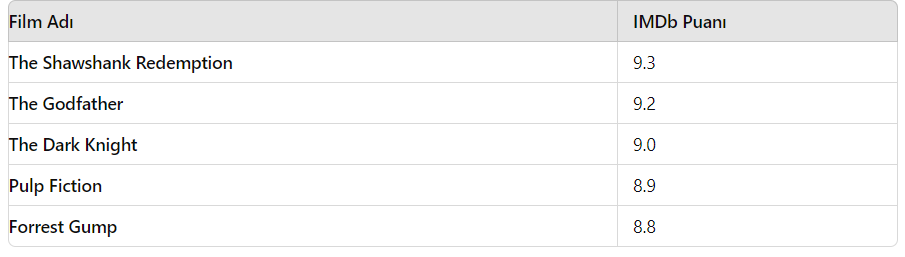 Film Adı IMDb Puanı
The Shawshank Redemption 9.3
The Godfather 9.2
The Dark Knight 9.0
Pulp Fiction 8.9
Forrest Gump 8.8